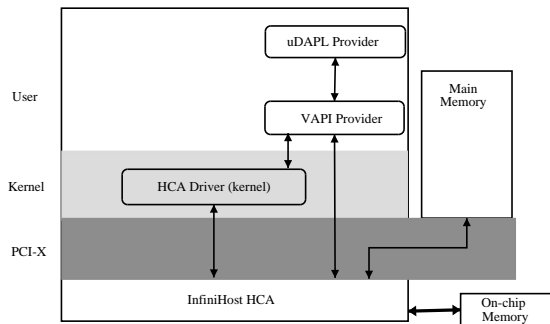 uDAPL Provider
User
Main
Memory
VAPI Provider
Kernel
HCA Driver (kernel)
PCI-X
InfiniHost HCA
On-chip
Memory